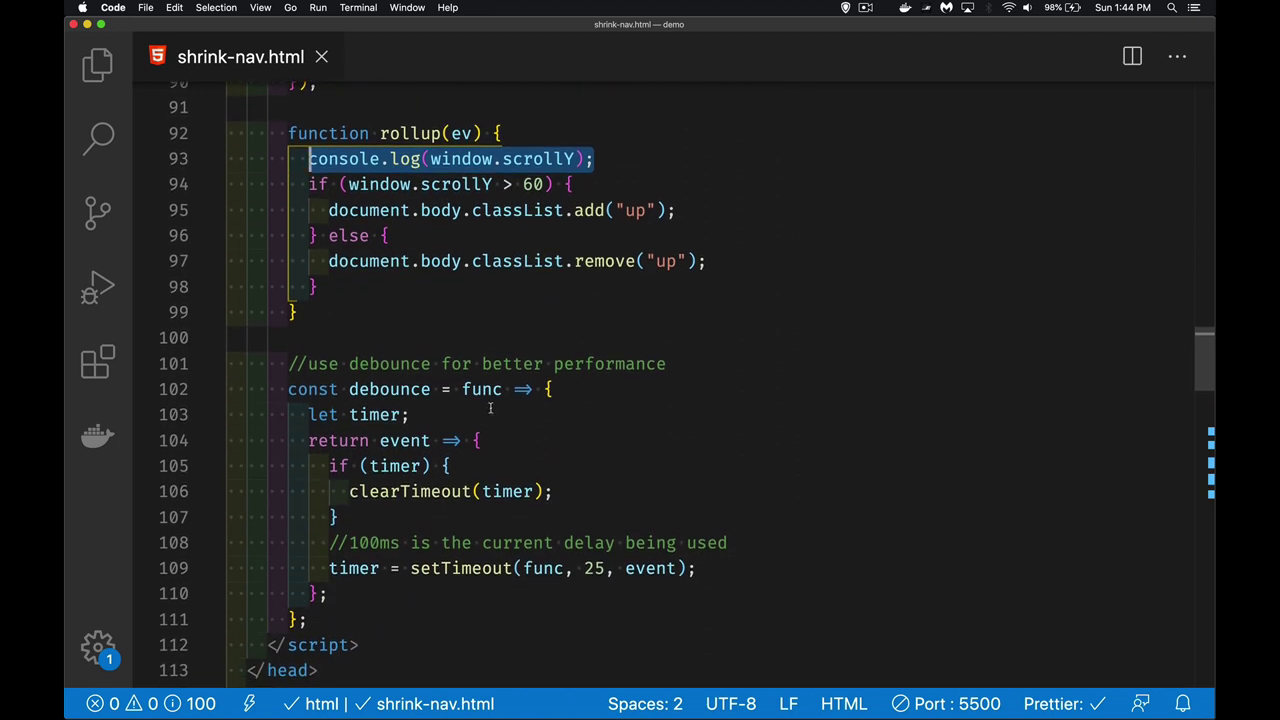 Code File Edit Selection View Go Run Terminal Window Help 98% Sun 1:44 PM
shrink-nav.html — demo
shrink-nav.html
90 });
91
92 function rollup(ev) {
93 console.log(window.scrollY);
94 if (window.scrollY > 60) {
95 document.body.classList.add("up");
96 } else {
97 document.body.classList.remove("up");
98 }
99 }
100
101 //use debounce for better performance
102 const debounce = func => {
103 let timer;
104 return event => {
105 if (timer) {
106 clearTimeout(timer);
107 }
108 //100ms is the current delay being used
109 timer = setTimeout(func, 25, event);
110 };
111 };
112 </script>
113 </head>
1
0 0 100 html | shrink-nav.html Spaces: 2 UTF-8 LF HTML Port : 5500 Prettier: